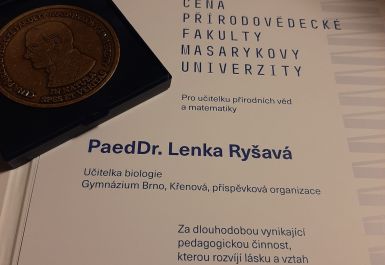 CENA
PŘÍRODOVĚDECKÉ
FAKULTY
MASARYKOVY
UNIVERZITY
Pro učitelku přírodních věd
a matematiky
PaedDr. Lenka Ryšavá
Učitelka biologie
Gymnázium Brno, Křenová, příspěvková organizace
Za dlouhodobou vynikající
pedagogickou činnost,
kterou rozvíjí lásku a vztah